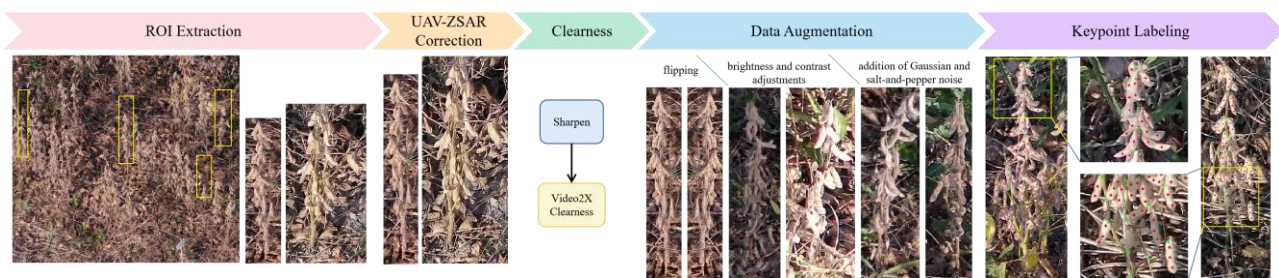 ROI Extraction
UAV-ZSAR
Correction
Clearness
Data Augmentation
Keypoint Labeling
flipping
brightness and contrast
adjustments
addition of Gaussian and
salt-and-pepper noise
Sharpen
Video2X
Clearness